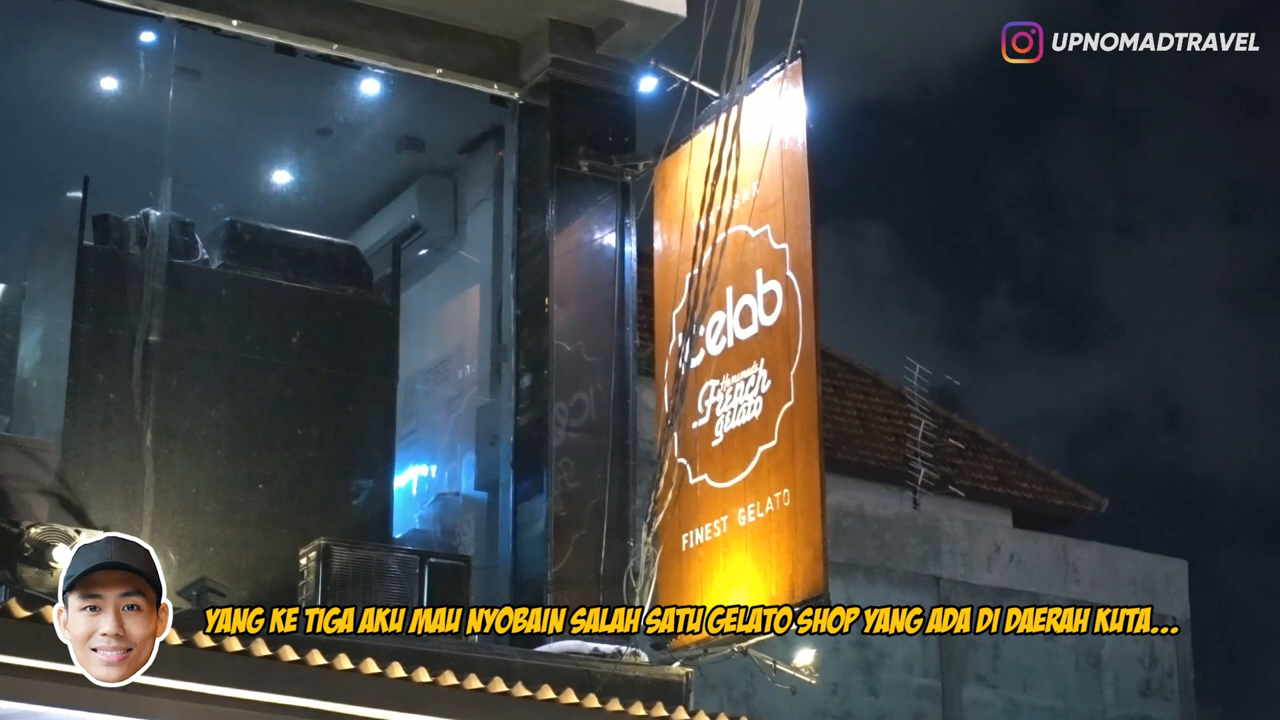 UPNOMADTRAVEL
icelab
Homemade
French
gelato
FINEST GELATO
YANG KE TIGA AKU MAU NYOBAIN SALAH SATU GELATO SHOP YANG ADA DI DAERAH KUTA...